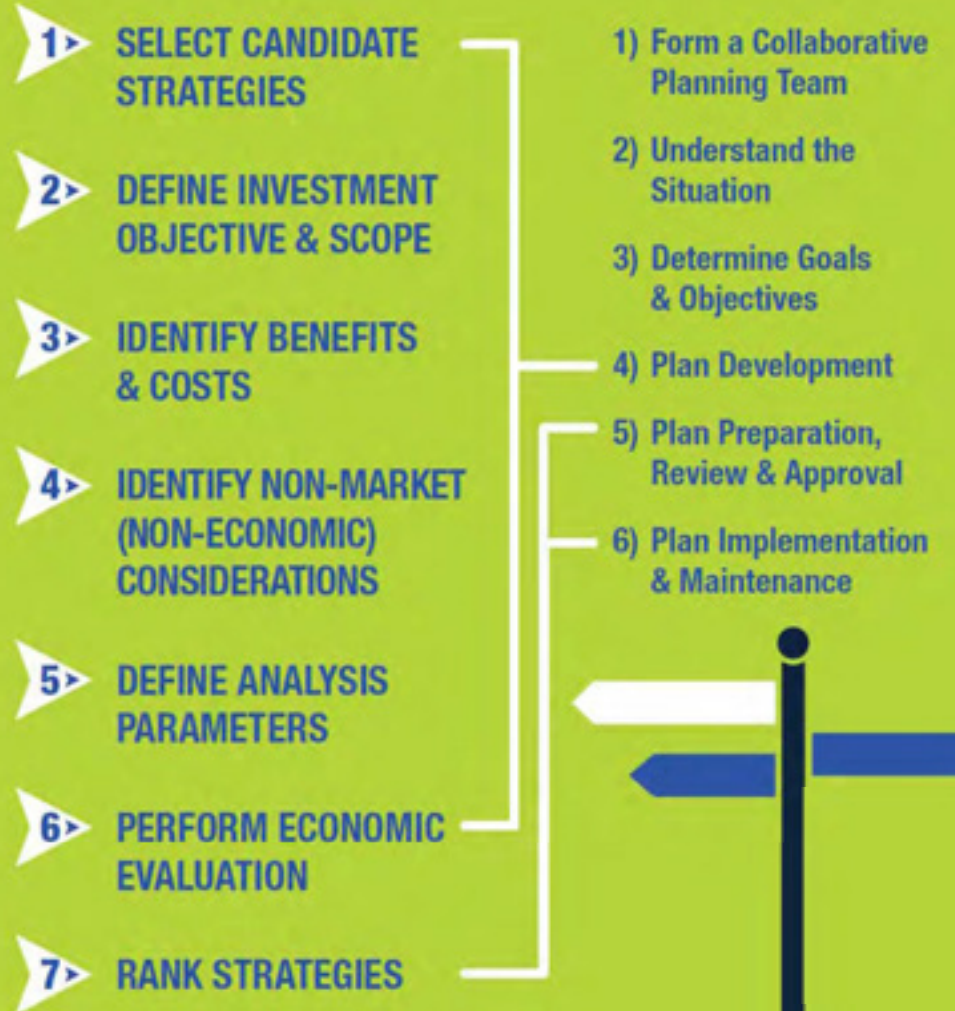 1 SELECT CANDIDATE
STRATEGIES
2 DEFINE INVESTMENT
OBJECTIVE & SCOPE
3 IDENTIFY BENEFITS
& COSTS
4 IDENTIFY NON-MARKET
(NON-ECONOMIC)
CONSIDERATIONS
5 DEFINE ANALYSIS
PARAMETERS
6 PERFORM ECONOMIC
EVALUATION
7 RANK STRATEGIES
1) Form a Collaborative
Planning Team
2) Understand the
Situation
3) Determine Goals
& Objectives
4) Plan Development
5) Plan Preparation,
Review & Approval
6) Plan Implementation
& Maintenance